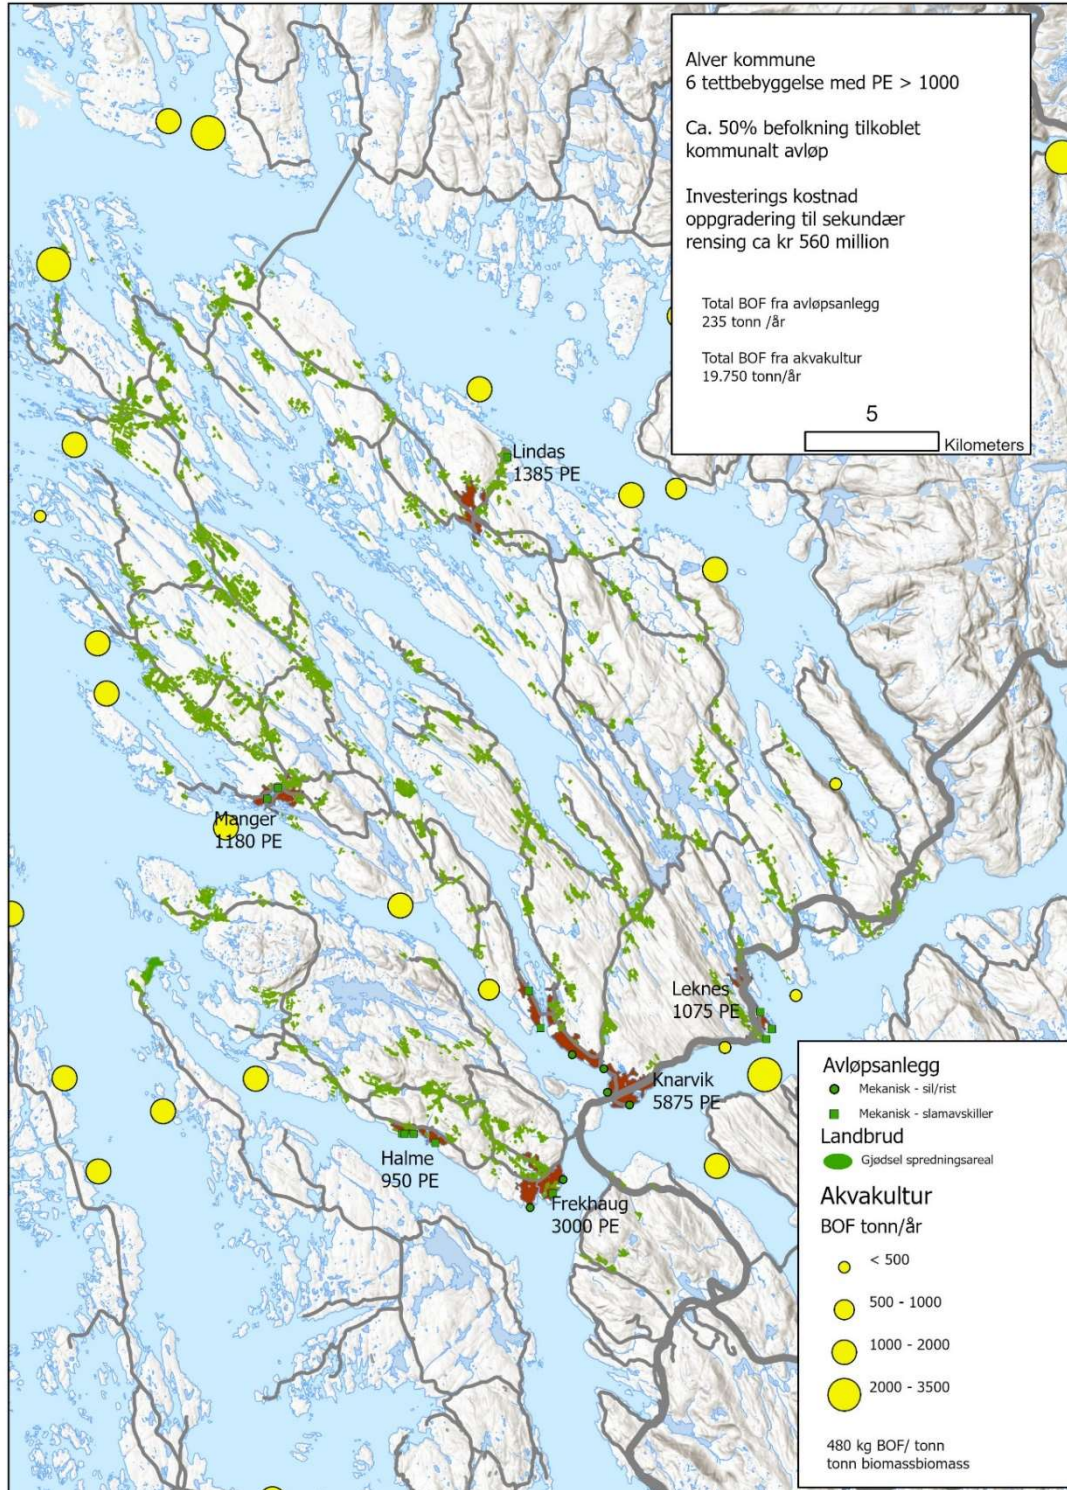 Alver kommune
6 tettbebyggelse med PE > 1000
Ca. 50% befolkning tilkoblet
kommunalt avløp
Investerings kostnad
oppgradering til sekundær
rensing ca kr 560 million
Total BOF fra avløpsanlegg
235 tonn /år
Total BOF fra akvakultur
19.750 tonn/år
5
Kilometers
Lindas
1385 PE
Manger
1180 PE
Leknes
1075 PE
Knarvik
5875 PE
Halme
950 PE
Frekhaug
3000 PE
Avløpsanlegg
Mekanisk - sil/rist
Mekanisk - slamavskiller
Landbrud
Gjødsel spredningsareal
Akvakultur
BOF tonn/år
< 500
500 - 1000
1000 - 2000
2000 - 3500
480 kg BOF/ tonn
tonn biomassbiomass